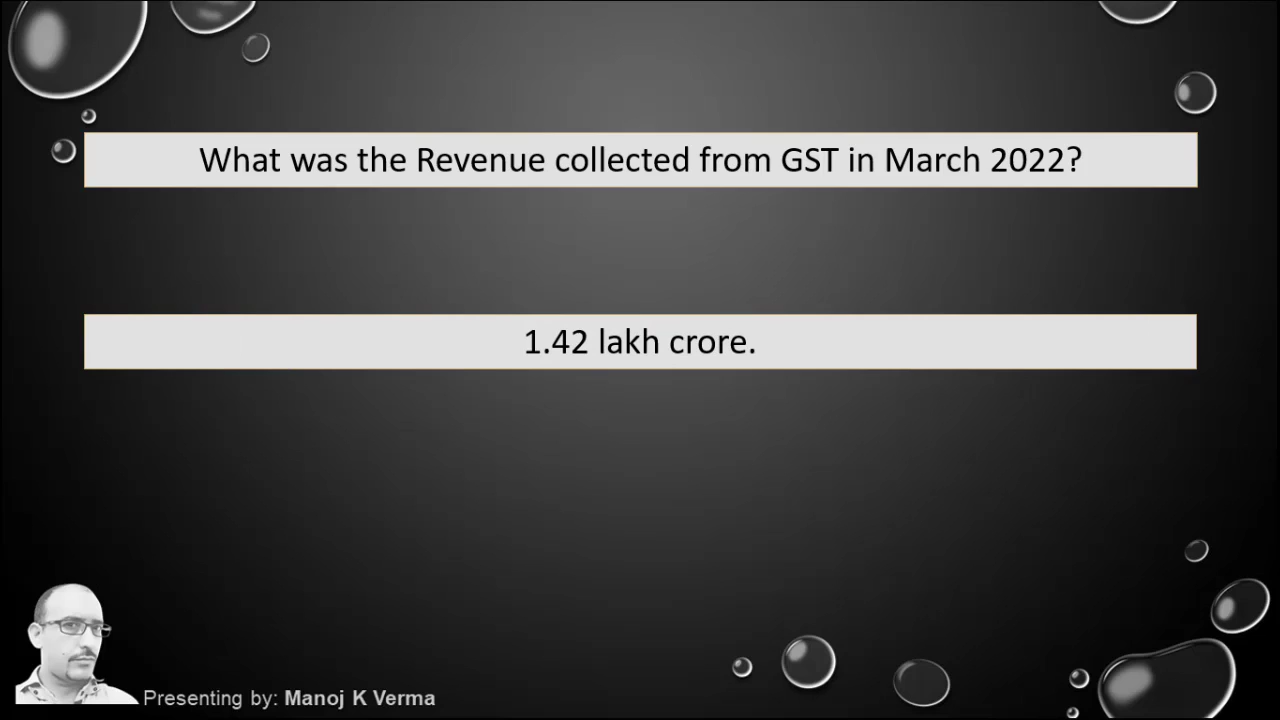 What was the Revenue collected from GST in March 2022?
1.42 lakh crore.
Presenting by: Manoj K Verma